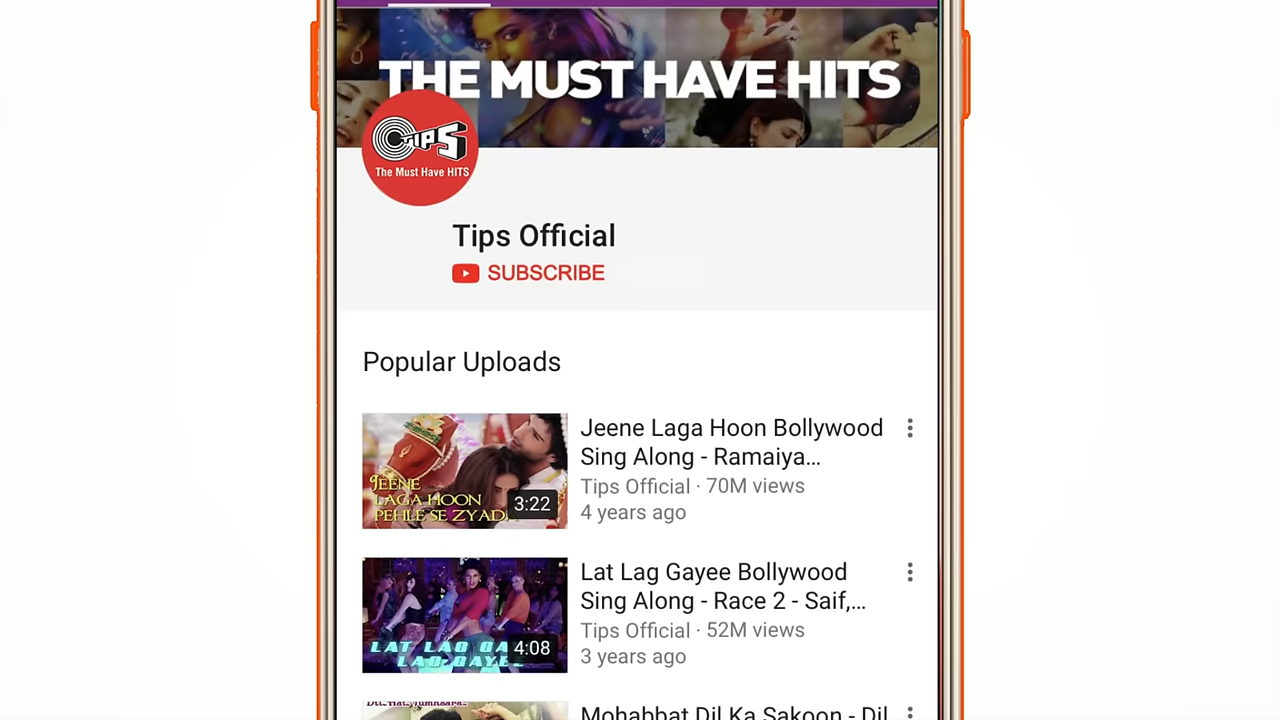 THE MUST HAVE HITS
TIPS
The Must Have HITS
Tips Official
SUBSCRIBE
Popular Uploads
JEENE
LAGA HOON
PEHLE SE ZYAD
3:22
Jeene Laga Hoon Bollywood
Sing Along - Ramaiya...
Tips Official · 70M views
4 years ago
LAT LAG GA
LAG GAYEE
4:08
Lat Lag Gayee Bollywood
Sing Along - Race 2 - Saif,...
Tips Official · 52M views
3 years ago
Mohabbat Dil Ka Sakoon - Dil